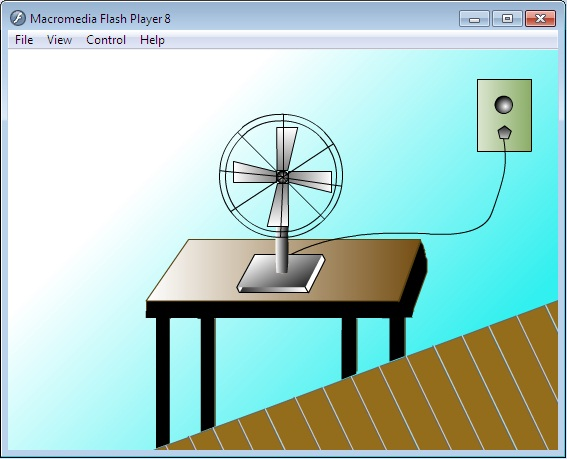 Macromedia Flash Player 8
File View Control Help